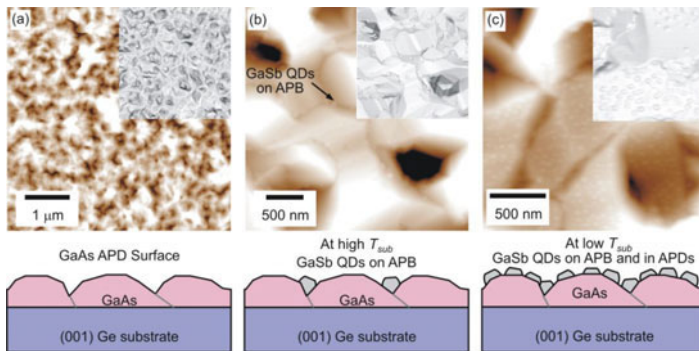 (a)
1 μm
GaAs APD Surface
GaAs
(001) Ge substrate
(b)
GaSb QDs
on APB
500 nm
At high Tsub
GaSb QDs on APB
GaAs
(001) Ge substrate
(c)
500 nm
At low Tsub
GaSb QDs on APB and in APDs
GaAs
(001) Ge substrate